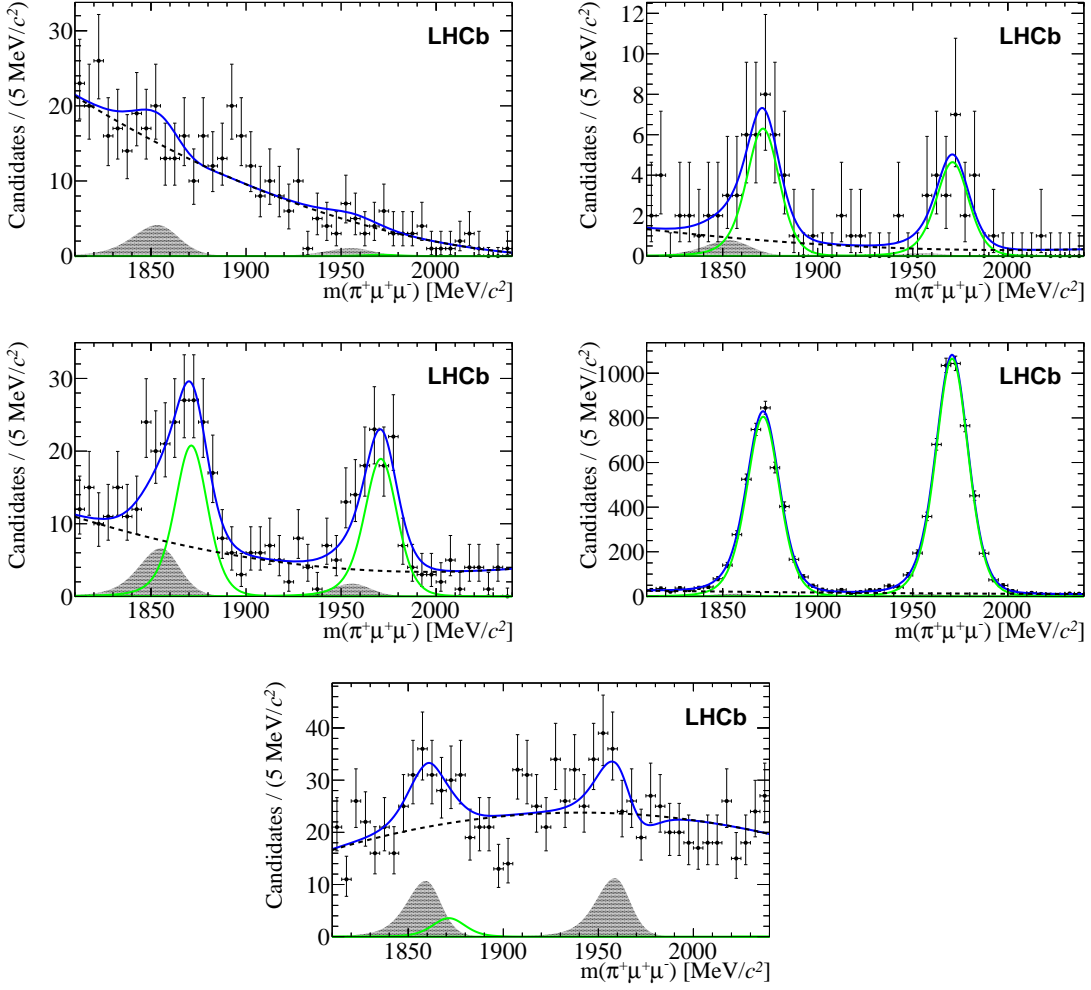 Candidates / (5 MeV/c²)
30
20
10
0
LHCb
1850 1900 1950 2000
m(π⁺μ⁺μ⁻) [MeV/c²]
Candidates / (5 MeV/c²)
12
10
8
6
4
2
0
LHCb
1850 1900 1950 2000
m(π⁺μ⁺μ⁻) [MeV/c²]
Candidates / (5 MeV/c²)
30
20
10
0
LHCb
1850 1900 1950 2000
m(π⁺μ⁺μ⁻) [MeV/c²]
Candidates / (5 MeV/c²)
1000
800
600
400
200
0
LHCb
1850 1900 1950 2000
m(π⁺μ⁺μ⁻) [MeV/c²]
Candidates / (5 MeV/c²)
40
30
20
10
0
LHCb
1850 1900 1950 2000
m(π⁺μ⁺μ⁻) [MeV/c²]